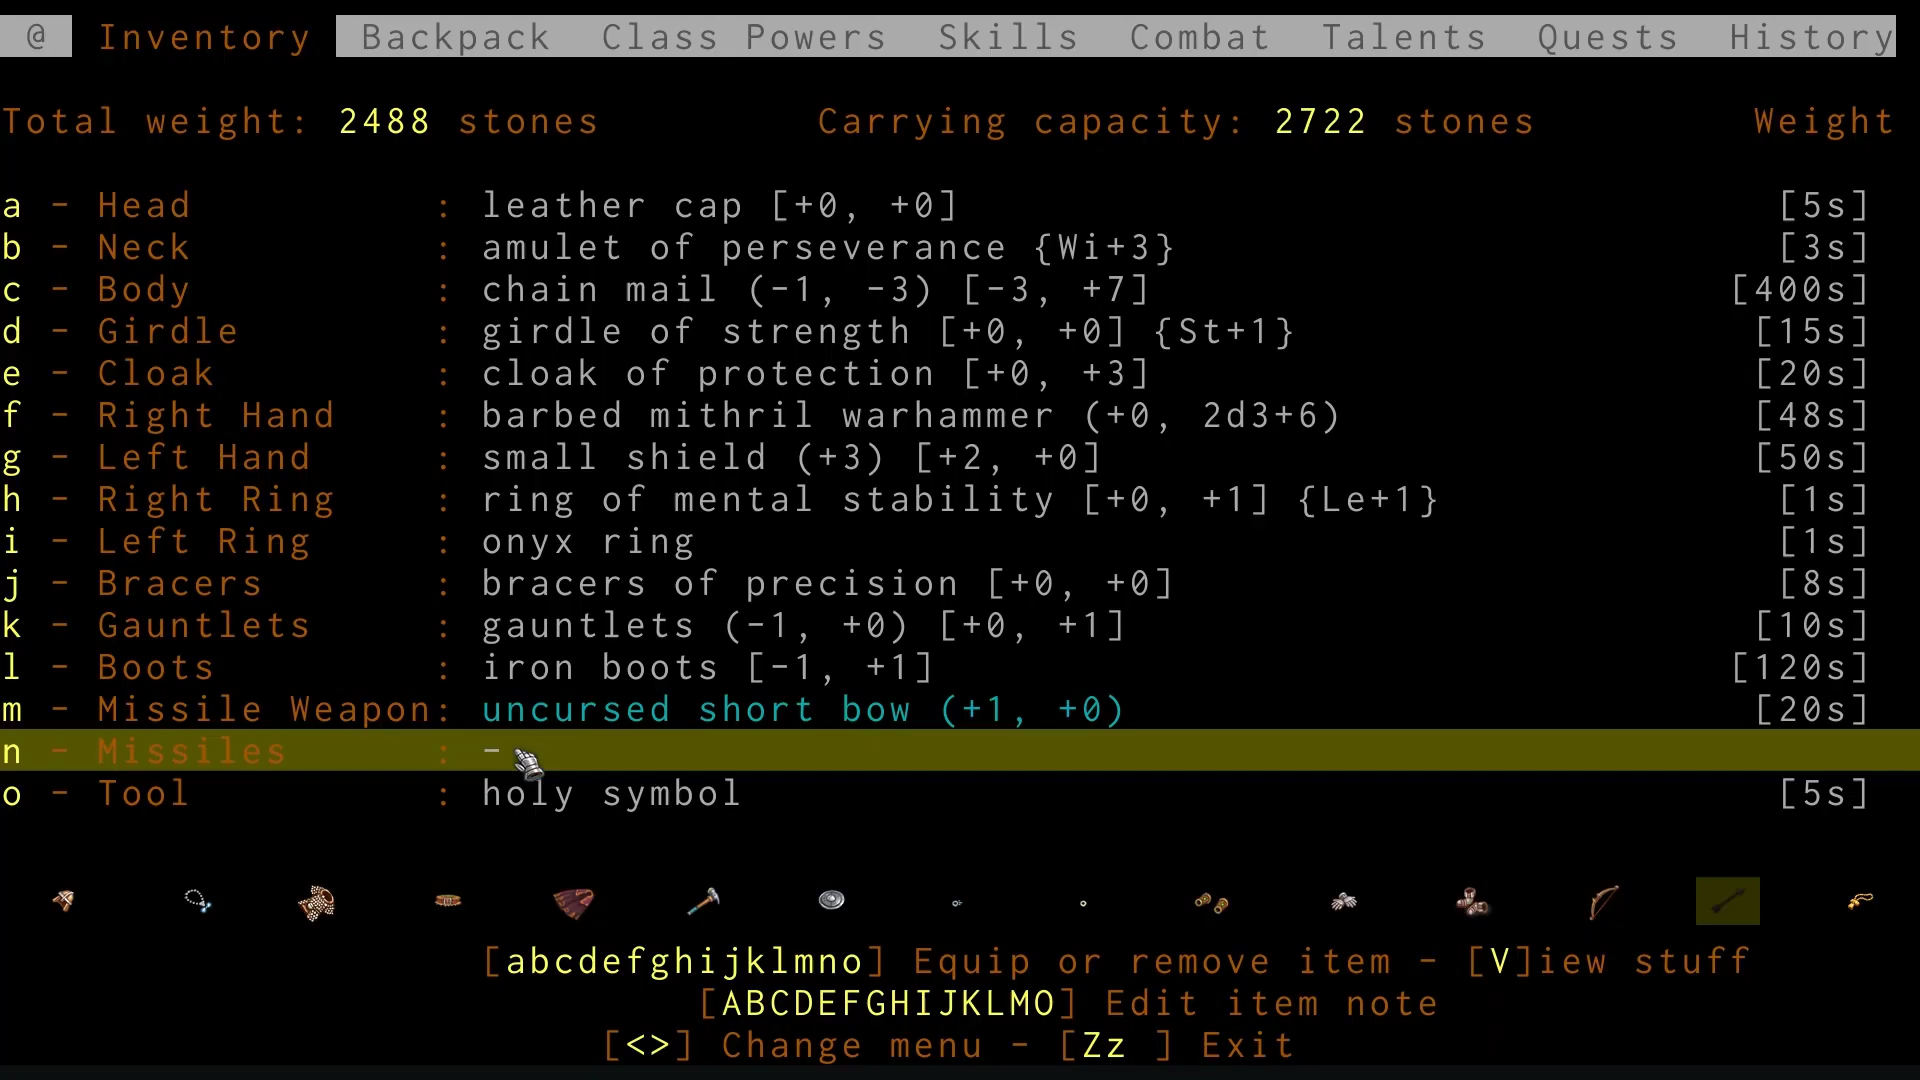 @ Inventory Backpack Class Powers Skills Combat Talents Quests History
Total weight: 2488 stones Carrying capacity: 2722 stones Weight
a - Head : leather cap [+0, +0] [5s]
b - Neck : amulet of perseverance {Wi+3} [3s]
c - Body : chain mail (-1, -3) [-3, +7] [400s]
d - Girdle : girdle of strength [+0, +0] {St+1} [15s]
e - Cloak : cloak of protection [+0, +3] [20s]
f - Right Hand : barbed mithril warhammer (+0, 2d3+6) [48s]
g - Left Hand : small shield (+3) [+2, +0] [50s]
h - Right Ring : ring of mental stability [+0, +1] {Le+1} [1s]
i - Left Ring : onyx ring [1s]
j - Bracers : bracers of precision [+0, +0] [8s]
k - Gauntlets : gauntlets (-1, +0) [+0, +1] [10s]
l - Boots : iron boots [-1, +1] [120s]
m - Missile Weapon: uncursed short bow (+1, +0) [20s]
n - Missiles : -
o - Tool : holy symbol [5s]
[abcdefghijklmno] Equip or remove item - [V]iew stuff
[ABCDEFGHIJKLMO] Edit item note
[<>] Change menu - [Zz ] Exit